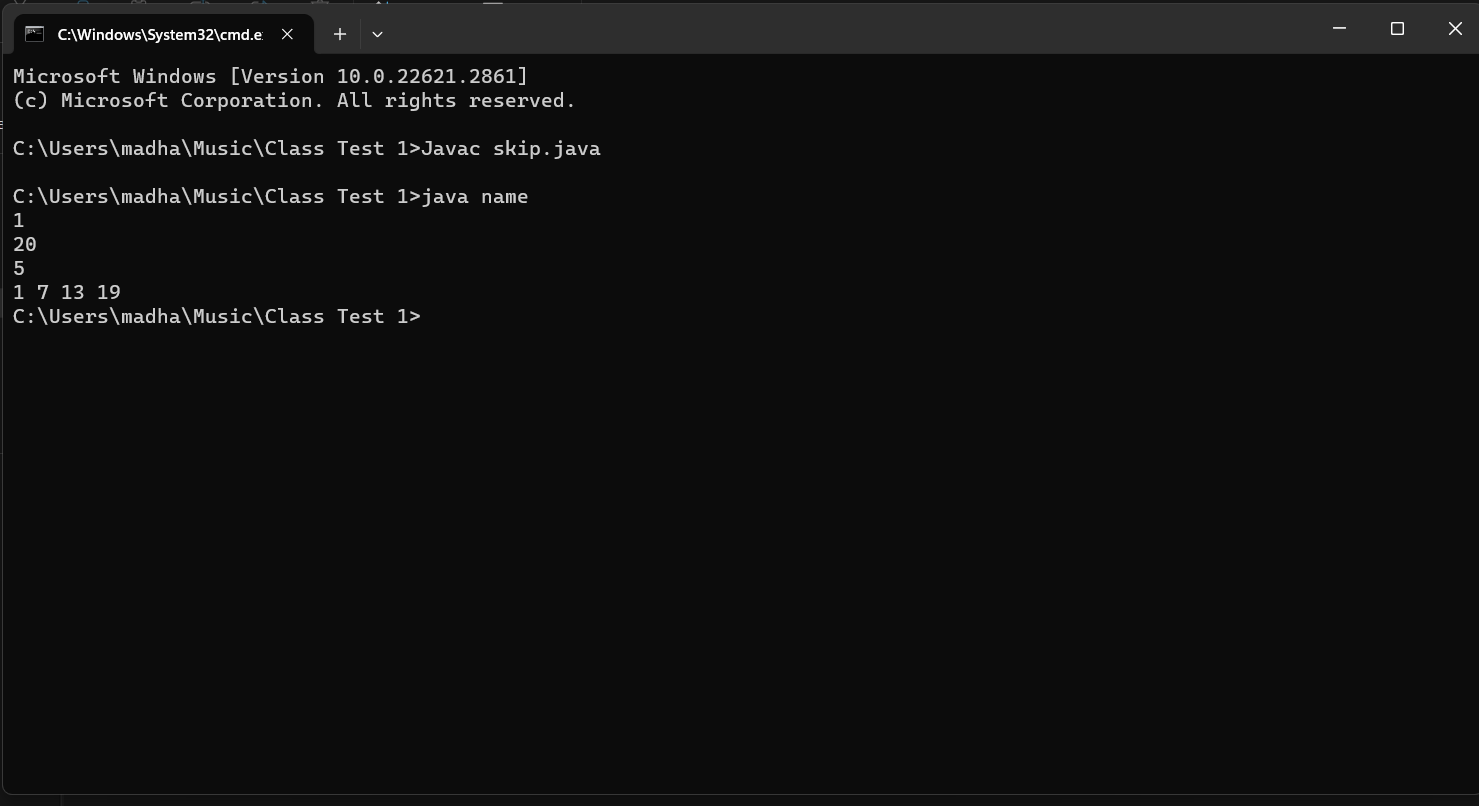 C:\Windows\System32\cmd.e
Microsoft Windows [Version 10.0.22621.2861]
(c) Microsoft Corporation. All rights reserved.
C:\Users\madha\Music\Class Test 1>Javac skip.java
C:\Users\madha\Music\Class Test 1>java name
1
20
5
1 7 13 19
C:\Users\madha\Music\Class Test 1>